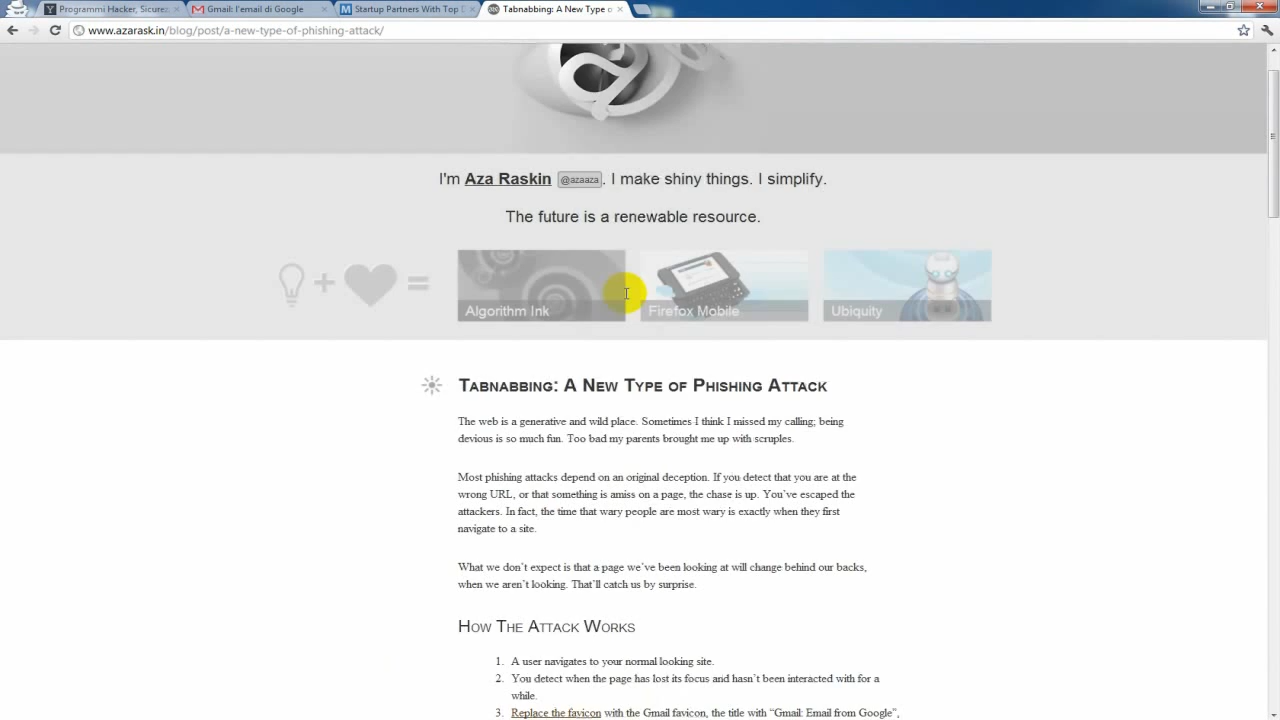 Programmi Hacker, Sicures
Gmail: l'email di Google
Startup Partners With Top D
Tabnabbing: A New Type o
www.azarask.in/blog/post/a-new-type-of-phishing-attack/
I'm Aza Raskin @azaaza. I make shiny things. I simplify.
The future is a renewable resource.
Algorithm Ink
Firefox Mobile
Ubiquity
Tabnabbing: A New Type of Phishing Attack
The web is a generative and wild place. Sometimes I think I missed my calling; being
devious is so much fun. Too bad my parents brought me up with scruples.
Most phishing attacks depend on an original deception. If you detect that you are at the
wrong URL, or that something is amiss on a page, the chase is up. You've escaped the
attackers. In fact, the time that wary people are most wary is exactly when they first
navigate to a site.
What we don't expect is that a page we've been looking at will change behind our backs,
when we aren't looking. That'll catch us by surprise.
How The Attack Works
1. A user navigates to your normal looking site.
2. You detect when the page has lost its focus and hasn't been interacted with for a
while.
3. Replace the favicon with the Gmail favicon, the title with “Gmail: Email from Google”,